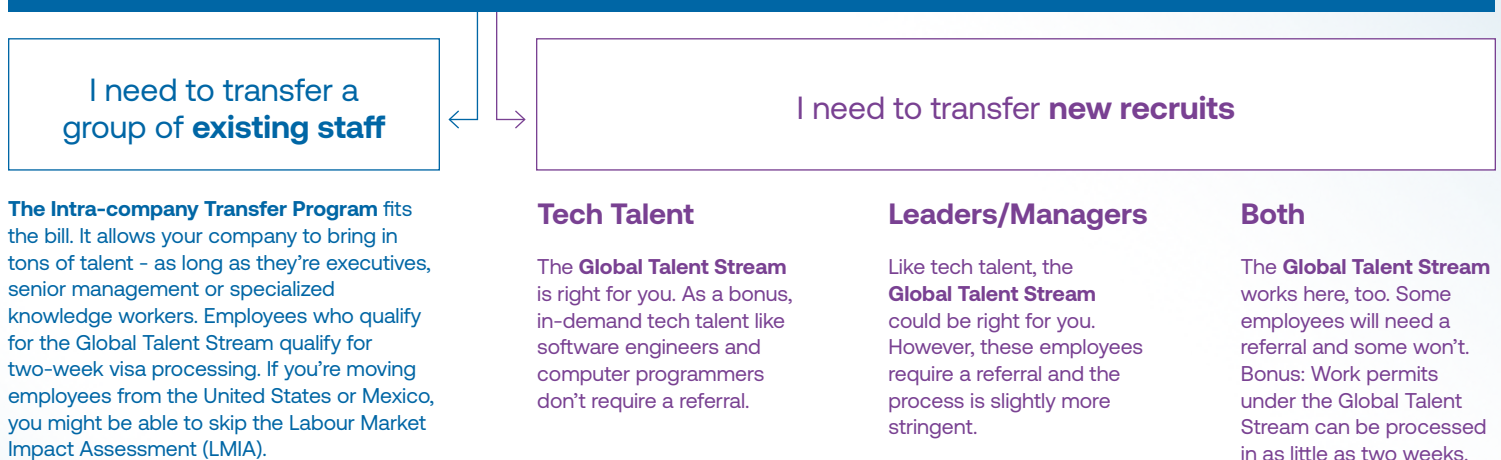 I need to transfer a
group of existing staff
I need to transfer new recruits
The Intra-company Transfer Program fits
the bill. It allows your company to bring in
tons of talent - as long as they're executives,
senior management or specialized
knowledge workers. Employees who qualify
for the Global Talent Stream qualify for
two-week visa processing. If you're moving
employees from the United States or Mexico,
you might be able to skip the Labour Market
Impact Assessment (LMIA).
Tech Talent
The Global Talent Stream
is right for you. As a bonus,
in-demand tech talent like
software engineers and
computer programmers
don't require a referral.
Leaders/Managers
Like tech talent, the
Global Talent Stream
could be right for you.
However, these employees
require a referral and the
process is slightly more
stringent.
Both
The Global Talent Stream
works here, too. Some
employees will need a
referral and some won't.
Bonus: Work permits
under the Global Talent
Stream can be processed
in as little as two weeks.